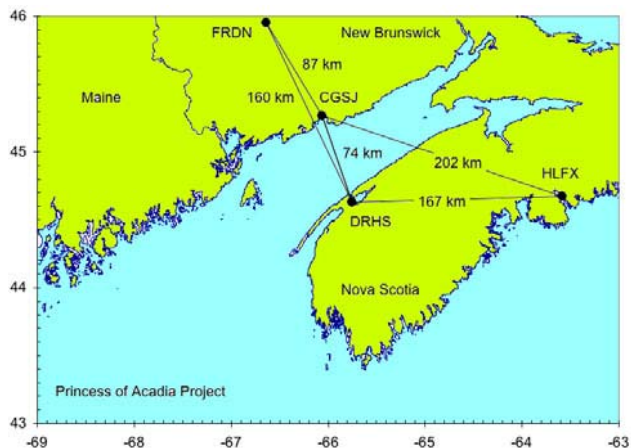 46
FRDN
New Brunswick
87 km
Maine
160 km
CGSJ
45
74 km
202 km
HLFX
167 km
DRHS
44
Nova Scotia
Princess of Acadia Project
43
-69 -68 -67 -66 -65 -64 -63